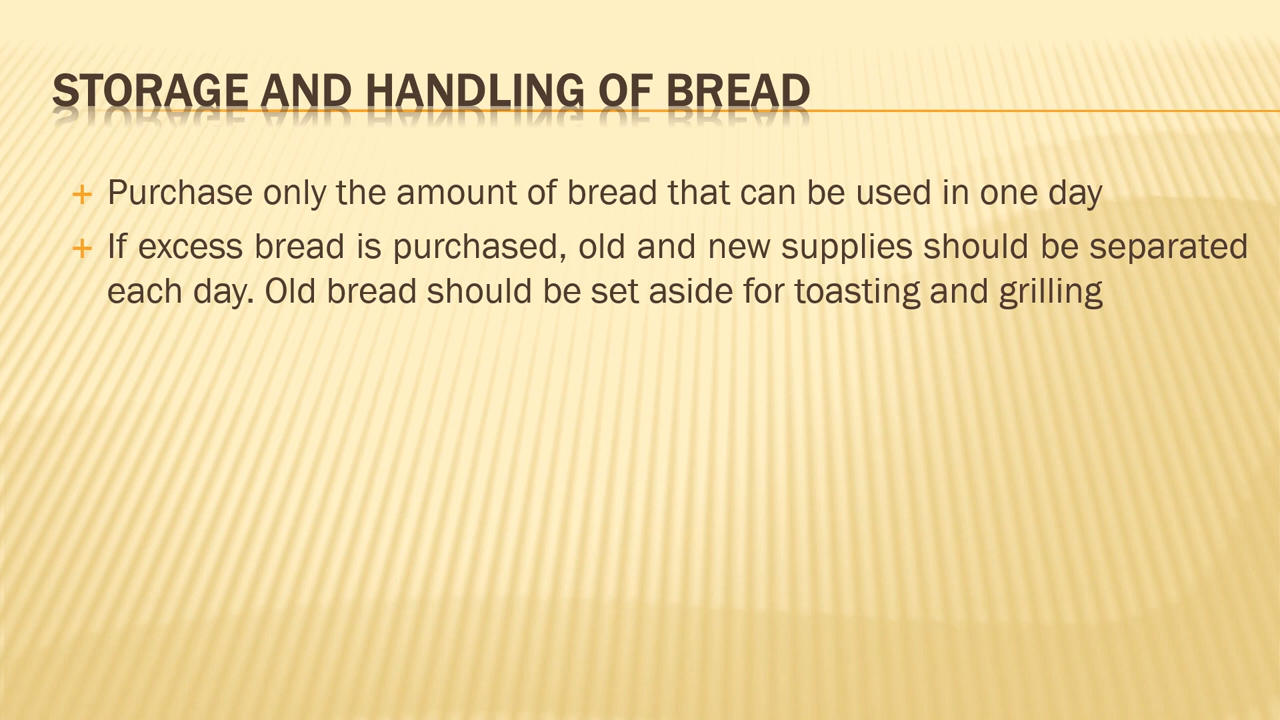 STORAGE AND HANDLING OF BREAD
+ Purchase only the amount of bread that can be used in one day
+ If excess bread is purchased, old and new supplies should be separated
each day. Old bread should be set aside for toasting and grilling